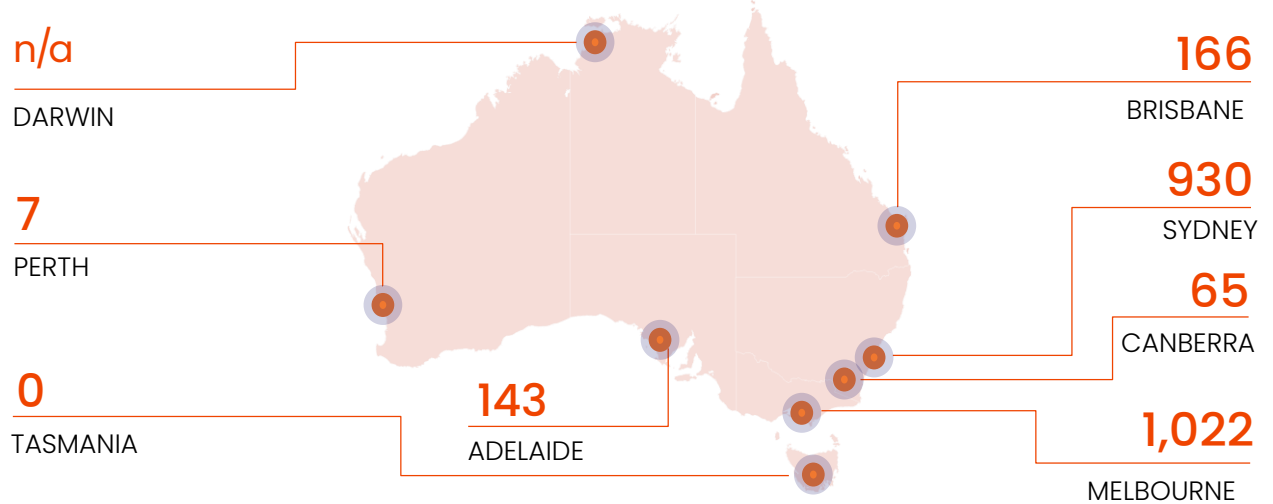 n/a
DARWIN
7
PERTH
0
TASMANIA
143
ADELAIDE
166
BRISBANE
930
SYDNEY
65
CANBERRA
1,022
MELBOURNE